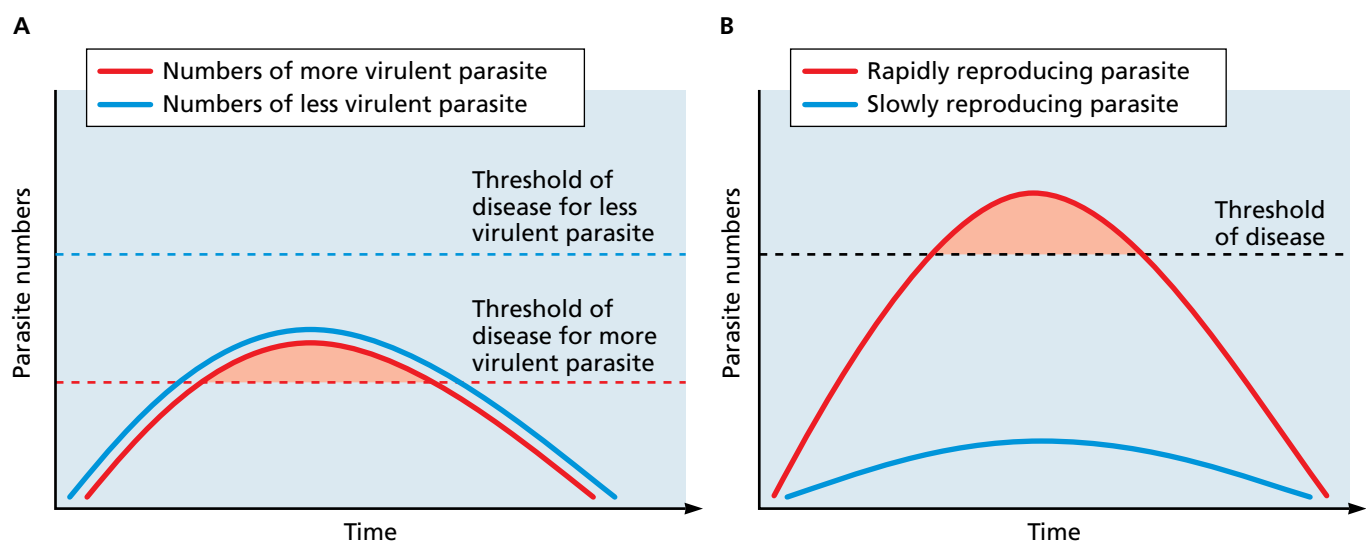 A
Numbers of more virulent parasite
Numbers of less virulent parasite
Parasite numbers
Threshold of
disease for less
virulent parasite
Threshold of
disease for more
virulent parasite
Time
B
Rapidly reproducing parasite
Slowly reproducing parasite
Parasite numbers
Threshold
of disease
Time